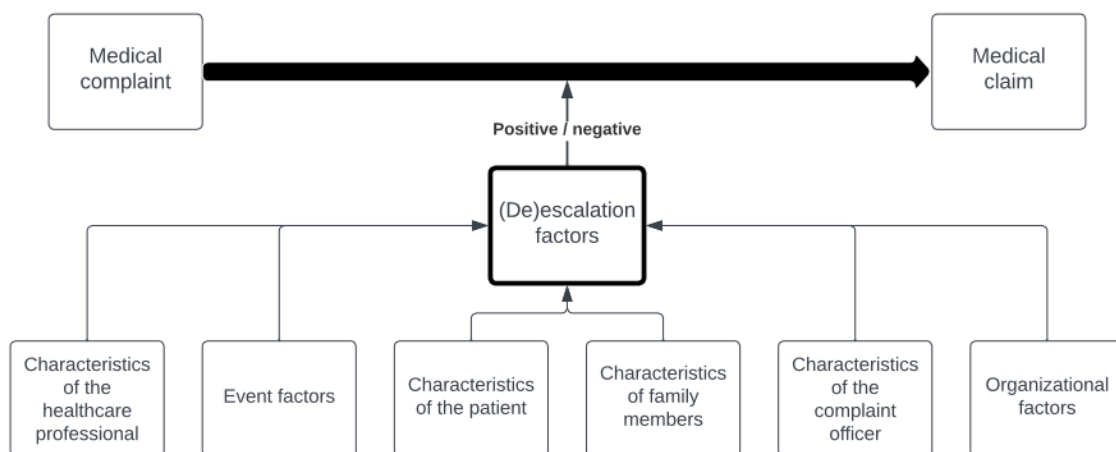 Medical
complaint
Medical
claim
Positive / negative
(De)escalation
factors
Characteristics
of the
healthcare
professional
Event factors
Characteristics
of the patient
Characteristics
of family
members
Characteristics
of the
complaint
officer
Organizational
factors